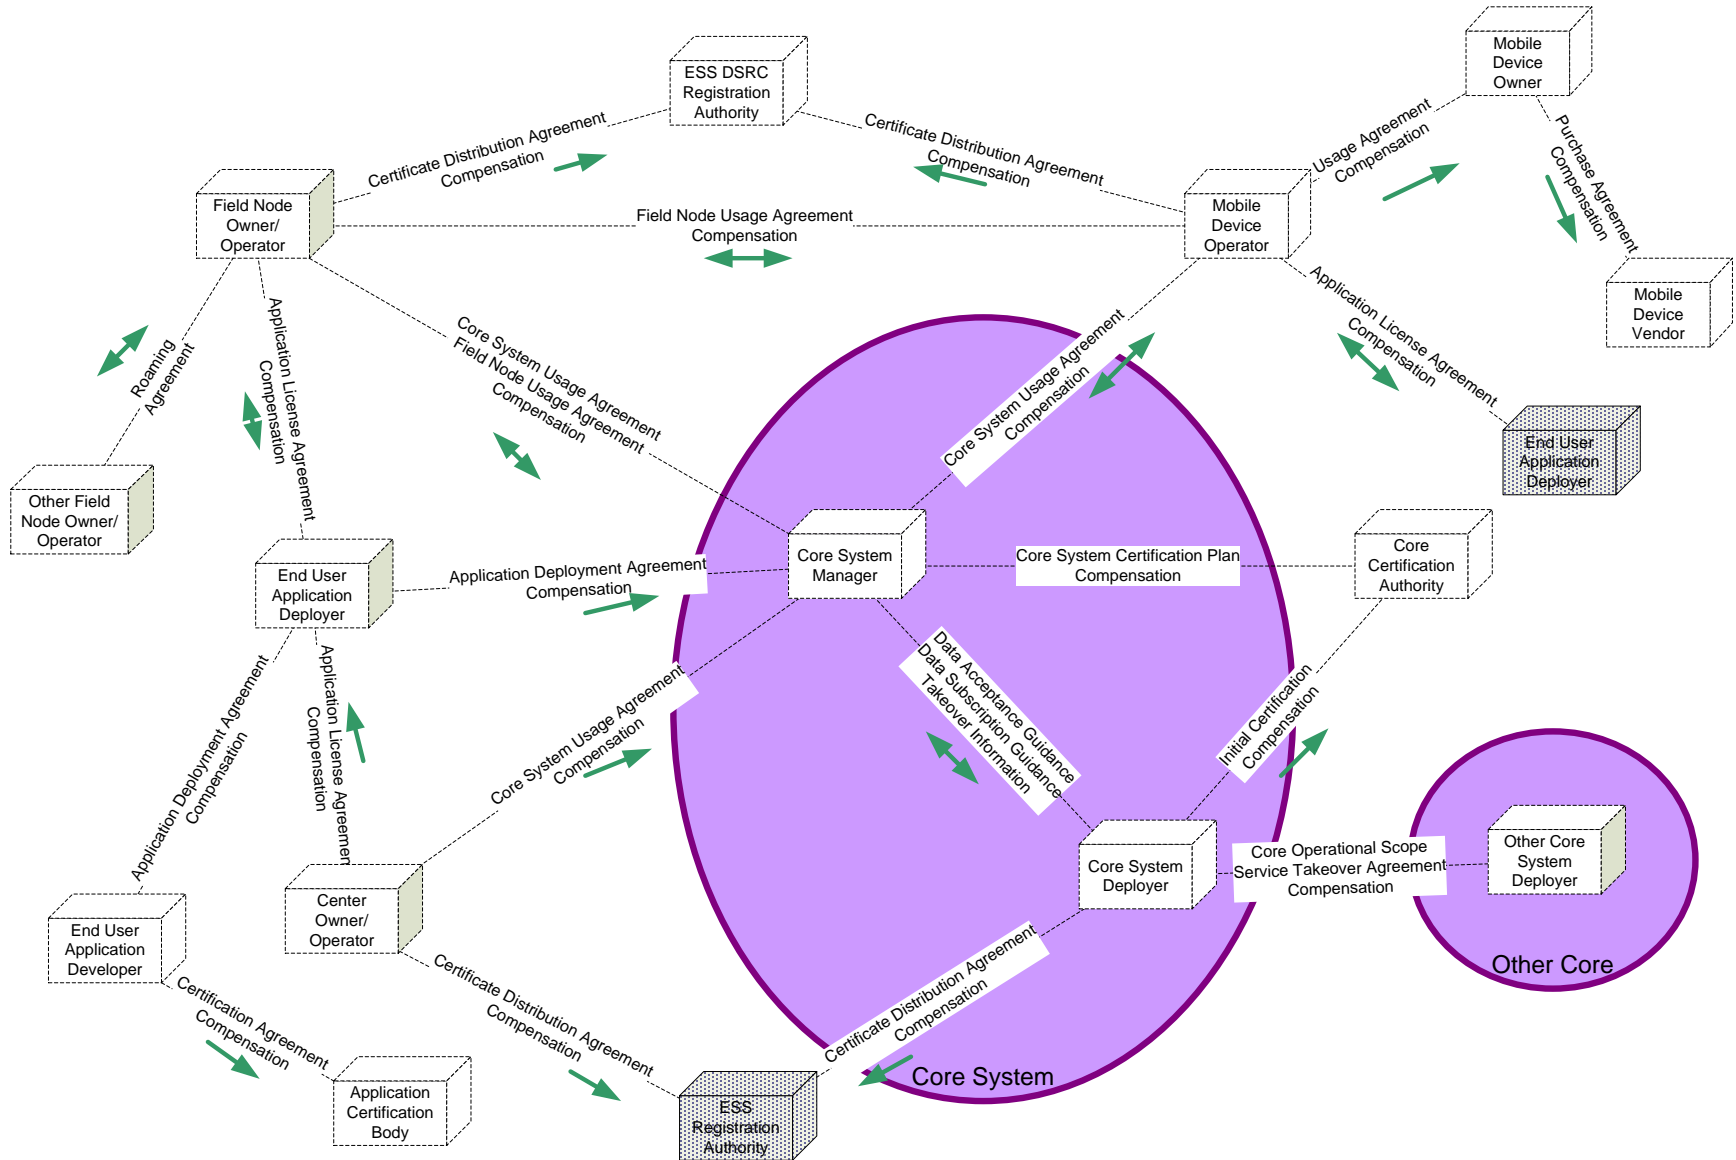 Mobile
Device
Owner
ESS DSRC
Registration
Authority
Certificate Distribution Agreement
Compensation
Certificate Distribution Agreement
Compensation
Usage Agreement
Compensation
Purchase Agreement
Compensation
Field Node
Owner/
Operator
Field Node Usage Agreement
Compensation
Mobile
Device
Operator
Mobile
Device
Vendor
Roaming
Agreement
Application License Agreement
Compensation
Core System Usage Agreement
Field Node Usage Agreement
Compensation
Core System Usage Agreement
Compensation
Application License Agreement
Compensation
End User
Application
Deployer
Other Field
Node Owner/
Operator
End User
Application
Deployer
Application Deployment Agreement
Compensation
Core System
Manager
Core System Certification Plan
Compensation
Core
Certification
Authority
Application Deployment Agreement
Compensation
Application License Agreement
Compensation
Core System Usage Agreement
Compensation
Data Acceptance Guidance
Data Subscription Guidance
Takeover Information
Initial Certification
Compensation
Core System
Deployer
Core Operational Scope
Service Takeover Agreement
Compensation
Other Core
System
Deployer
Other Core
End User
Application
Developer
Center
Owner/
Operator
Certification Agreement
Compensation
Certificate Distribution Agreement
Compensation
Certificate Distribution Agreement
Compensation
Core System
Application
Certification
Body
ESS
Registration
Authority